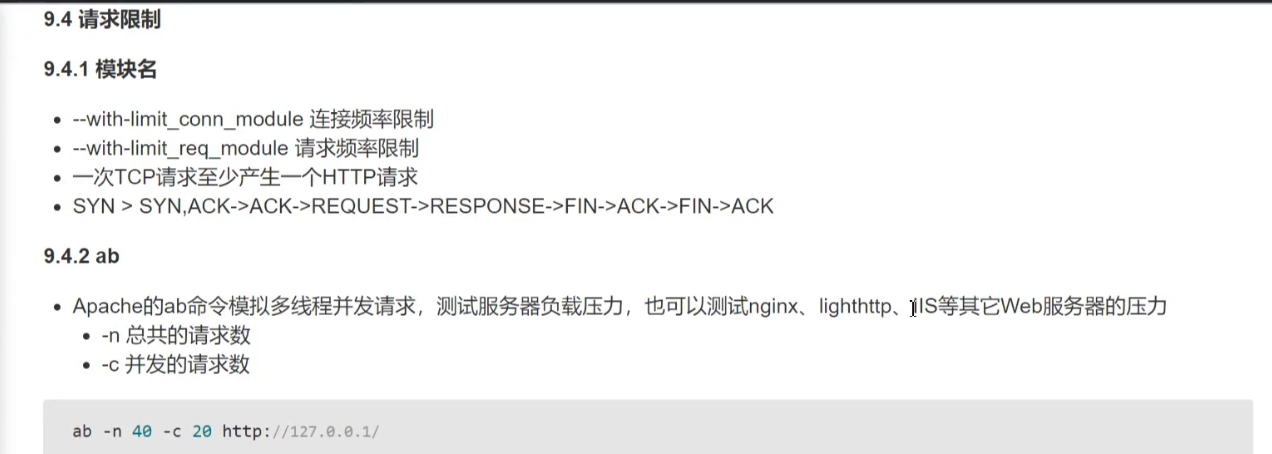 9.4 请求限制
9.4.1 模块名
--with-limit_conn_module 连接频率限制
--with-limit_req_module 请求频率限制
一次TCP请求至少产生一个HTTP请求
SYN > SYN,ACK->ACK->REQUEST->RESPONSE->FIN->ACK->FIN->ACK
9.4.2 ab
Apache的ab命令模拟多线程并发请求，测试服务器负载压力，也可以测试nginx、lighthttp、IIS等其它Web服务器的压力
-n 总共的请求数
-c 并发的请求数
ab -n 40 -c 20 http://127.0.0.1/